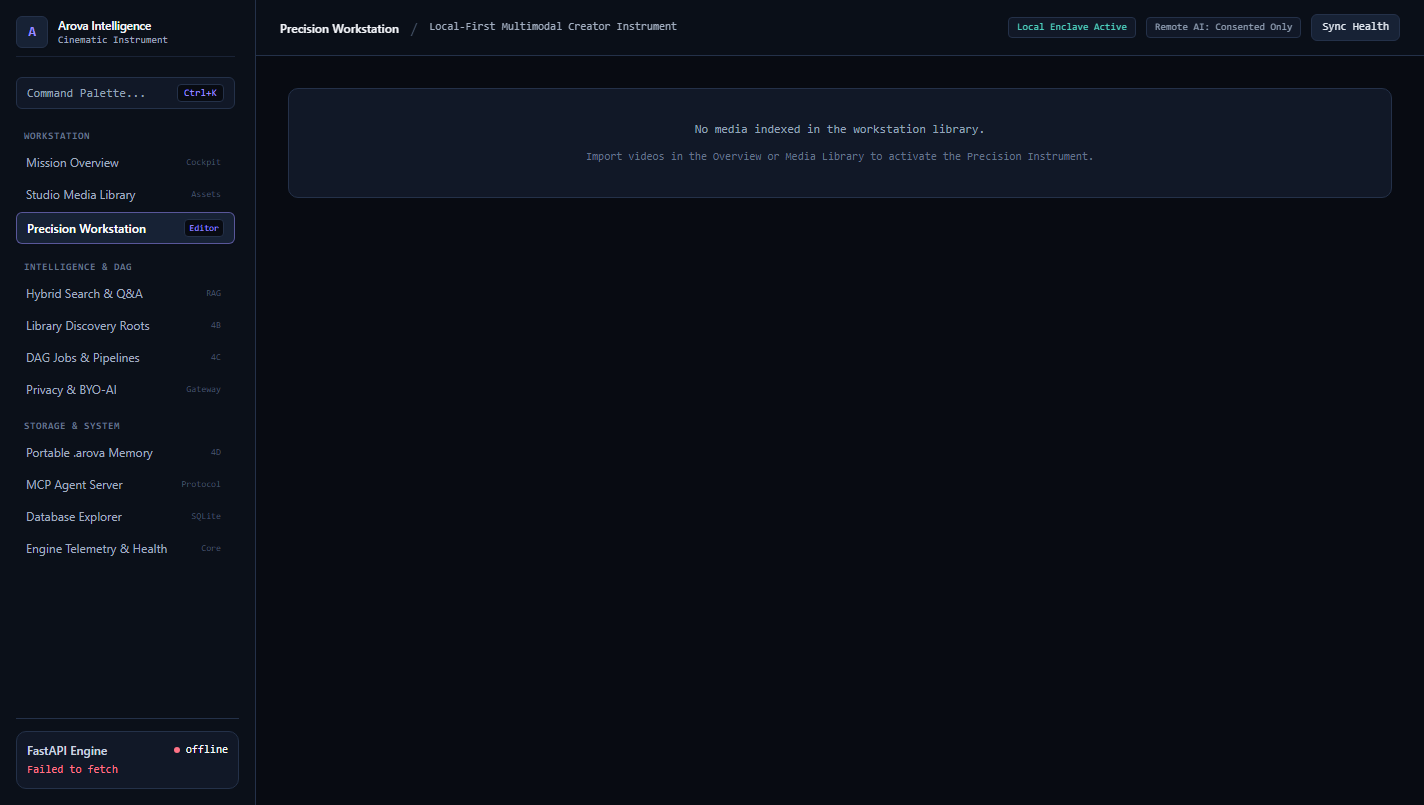 A
Arova Intelligence
Cinematic Instrument
Command Palette... Ctrl+K
WORKSTATION
Mission Overview Cockpit
Studio Media Library Assets
Precision Workstation Editor
INTELLIGENCE & DAG
Hybrid Search & Q&A RAG
Library Discovery Roots 4B
DAG Jobs & Pipelines 4C
Privacy & BYO-AI Gateway
STORAGE & SYSTEM
Portable .arova Memory 4D
MCP Agent Server Protocol
Database Explorer SQLite
Engine Telemetry & Health Core
FastAPI Engine offline
Failed to fetch
Precision Workstation / Local-First Multimodal Creator Instrument
Local Enclave Active
Remote AI: Consented Only
Sync Health
No media indexed in the workstation library.
Import videos in the Overview or Media Library to activate the Precision Instrument.